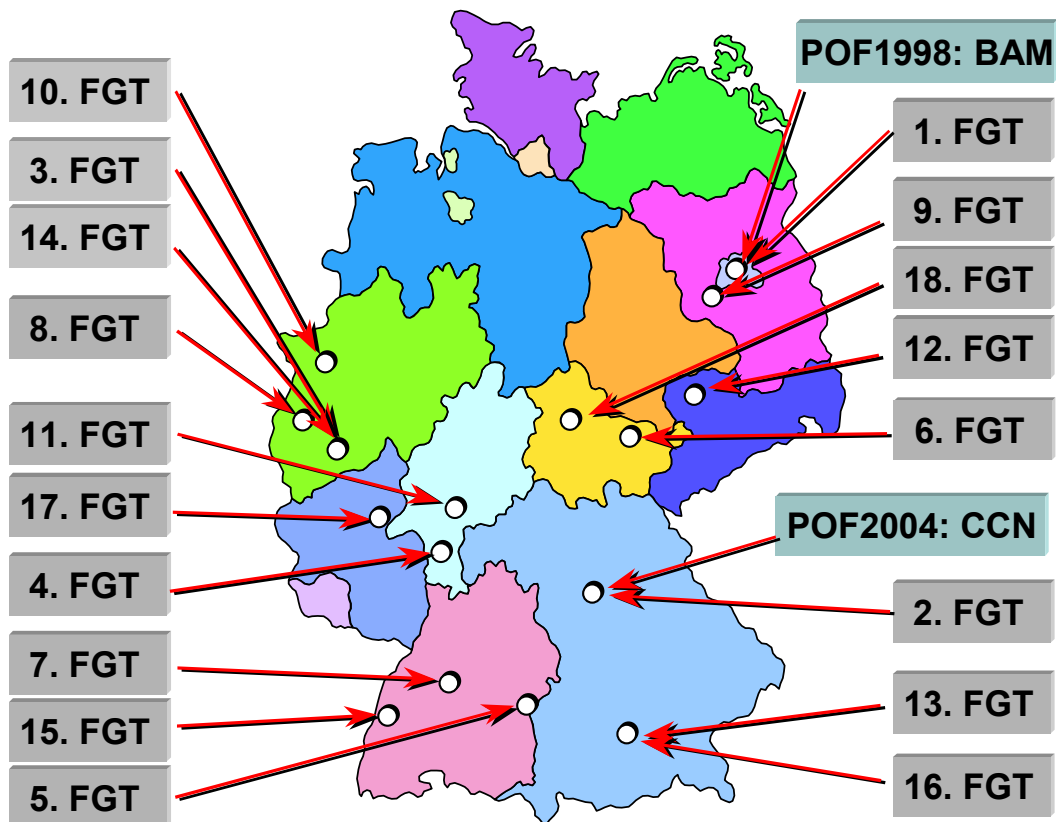 10. FGT
3. FGT
14. FGT
8. FGT
11. FGT
17. FGT
4. FGT
7. FGT
15. FGT
5. FGT
POF1998: BAM
1. FGT
9. FGT
18. FGT
12. FGT
6. FGT
POF2004: CCN
2. FGT
13. FGT
16. FGT